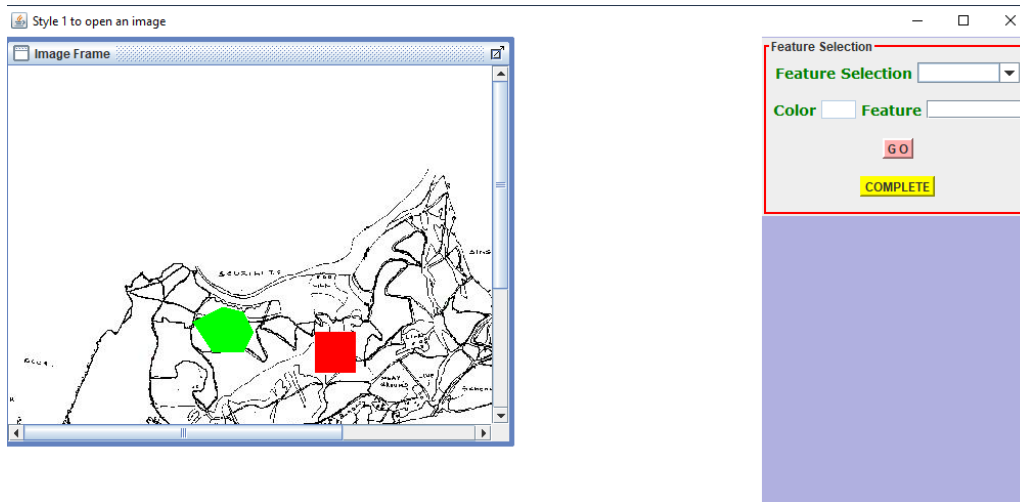 Style 1 to open an image
Image Frame
Feature Selection
Feature Selection
Color Feature
G O
COMPLETE